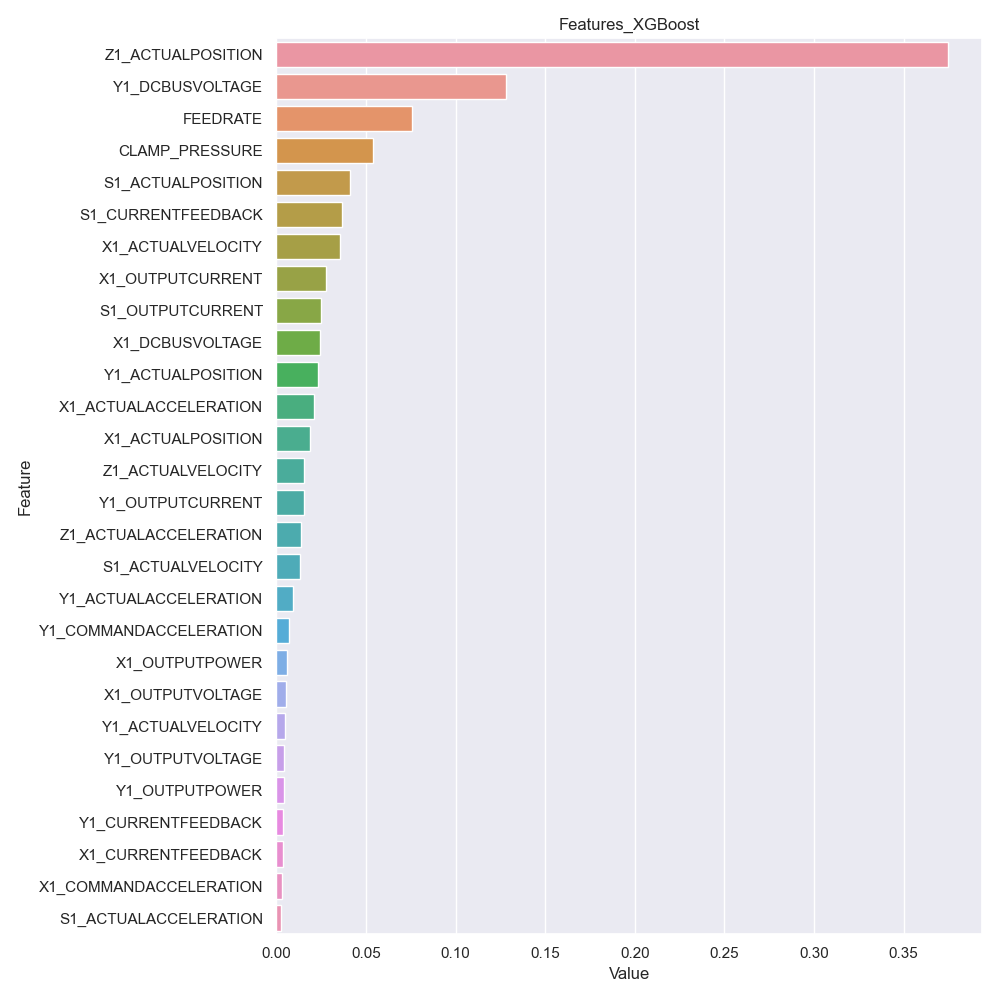 Features_XGBoost
Z1_ACTUALPOSITION
Y1_DCBUSVOLTAGE
FEEDRATE
CLAMP_PRESSURE
S1_ACTUALPOSITION
S1_CURRENTFEEDBACK
X1_ACTUALVELOCITY
X1_OUTPUTCURRENT
S1_OUTPUTCURRENT
X1_DCBUSVOLTAGE
Y1_ACTUALPOSITION
X1_ACTUALACCELERATION
X1_ACTUALPOSITION
Z1_ACTUALVELOCITY
Y1_OUTPUTCURRENT
Z1_ACTUALACCELERATION
S1_ACTUALVELOCITY
Y1_ACTUALACCELERATION
Y1_COMMANDACCELERATION
X1_OUTPUTPOWER
X1_OUTPUTVOLTAGE
Y1_ACTUALVELOCITY
Y1_OUTPUTVOLTAGE
Y1_OUTPUTPOWER
Y1_CURRENTFEEDBACK
X1_CURRENTFEEDBACK
X1_COMMANDACCELERATION
S1_ACTUALACCELERATION
Feature
0.00 0.05 0.10 0.15 0.20 0.25 0.30 0.35
Value